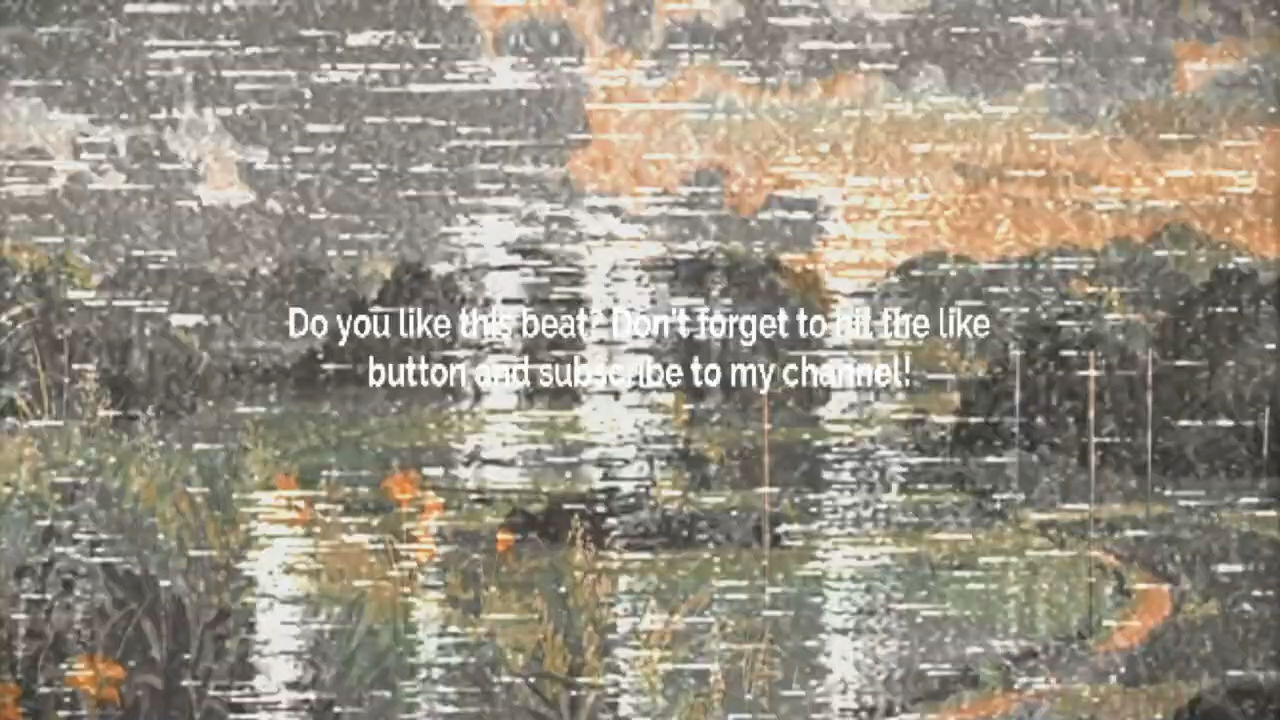 Do you like this beat? Don't forget to hit the like
button and subscribe to my channel!